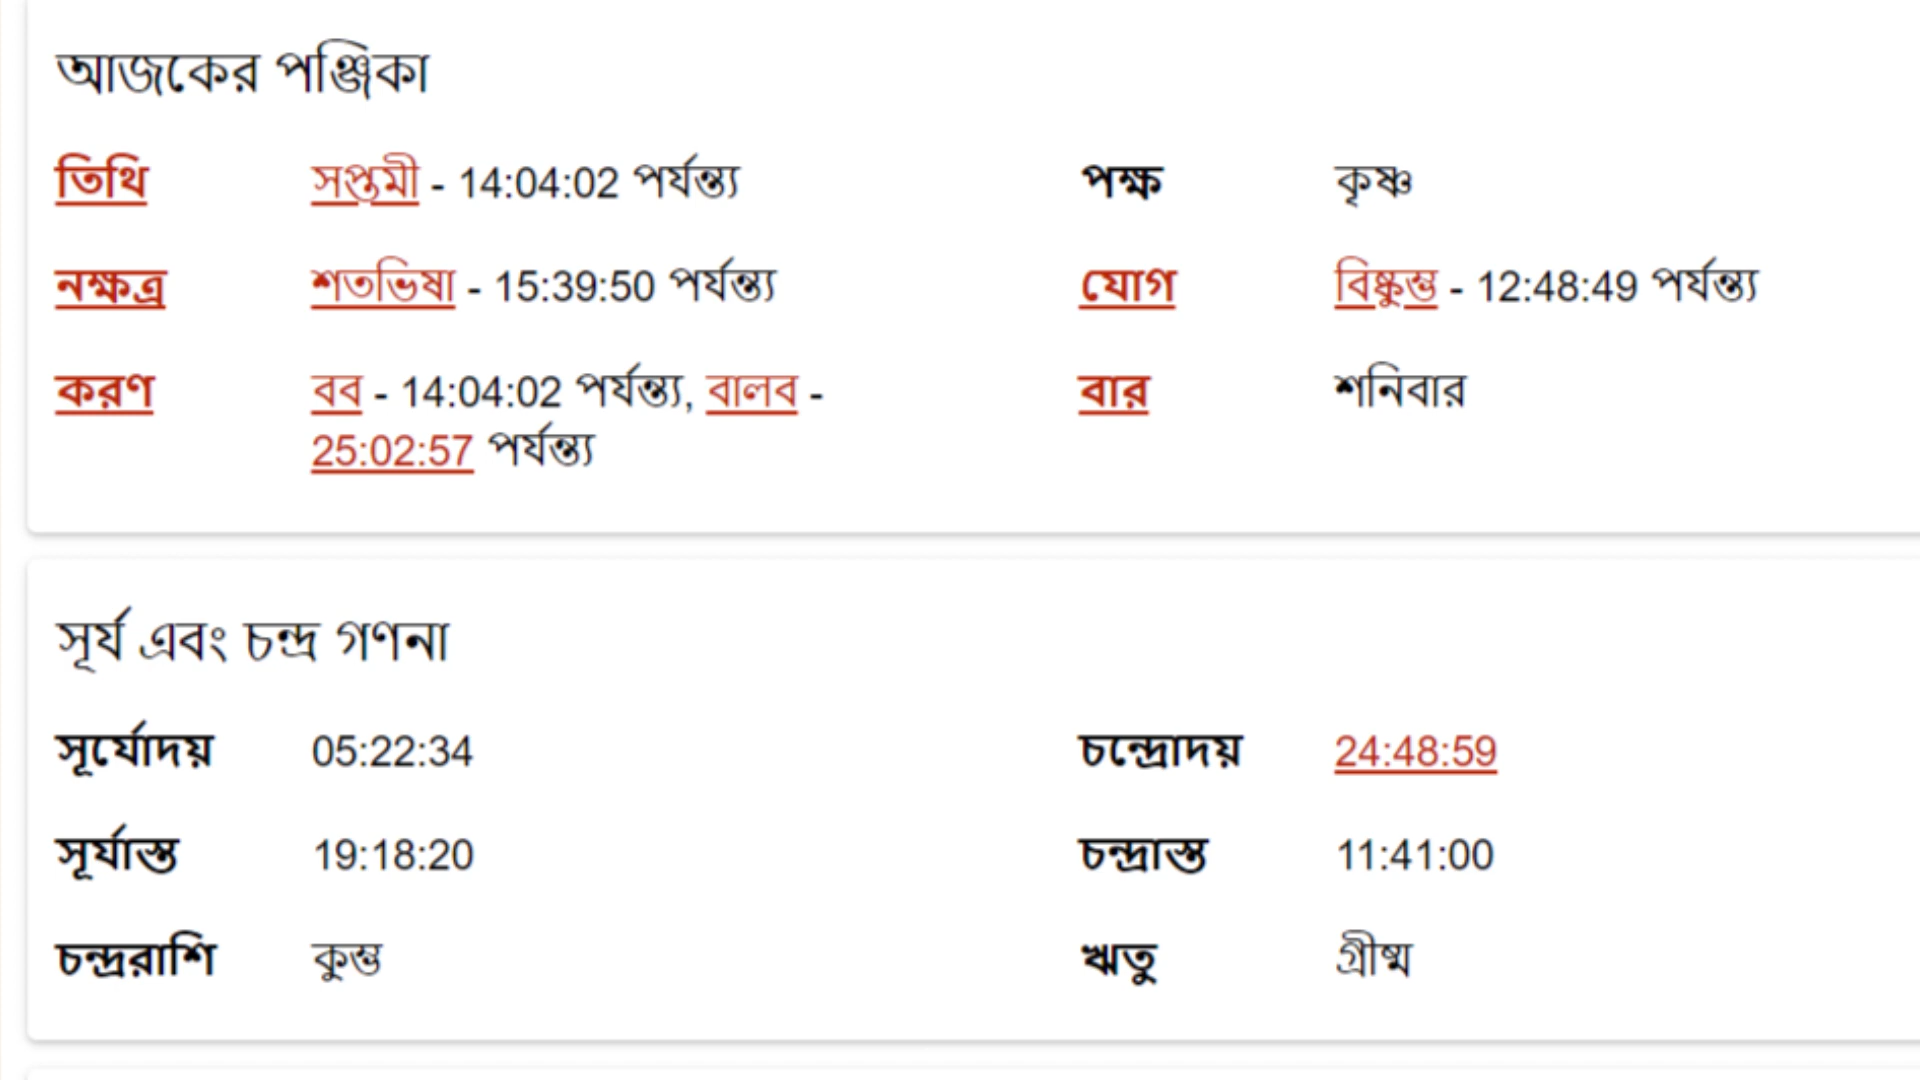 আজকের পঞ্জিকা
তিথি সপ্তমী - 14:04:02 পর্যন্ত্য পক্ষ কৃষ্ণ
নক্ষত্র শতভিষা - 15:39:50 পর্যন্ত্য যোগ বিষ্কুম্ভ - 12:48:49 পর্যন্ত্য
করণ বব - 14:04:02 পর্যন্ত্য, বালব - বার শনিবার
25:02:57 পর্যন্ত্য
সূর্য এবং চন্দ্র গণনা
সূর্যোদয় 05:22:34 চন্দ্রোদয় 24:48:59
সূর্যাস্ত 19:18:20 চন্দ্রাস্ত 11:41:00
চন্দ্ররাশি কুম্ভ ঋতু গ্রীষ্ম